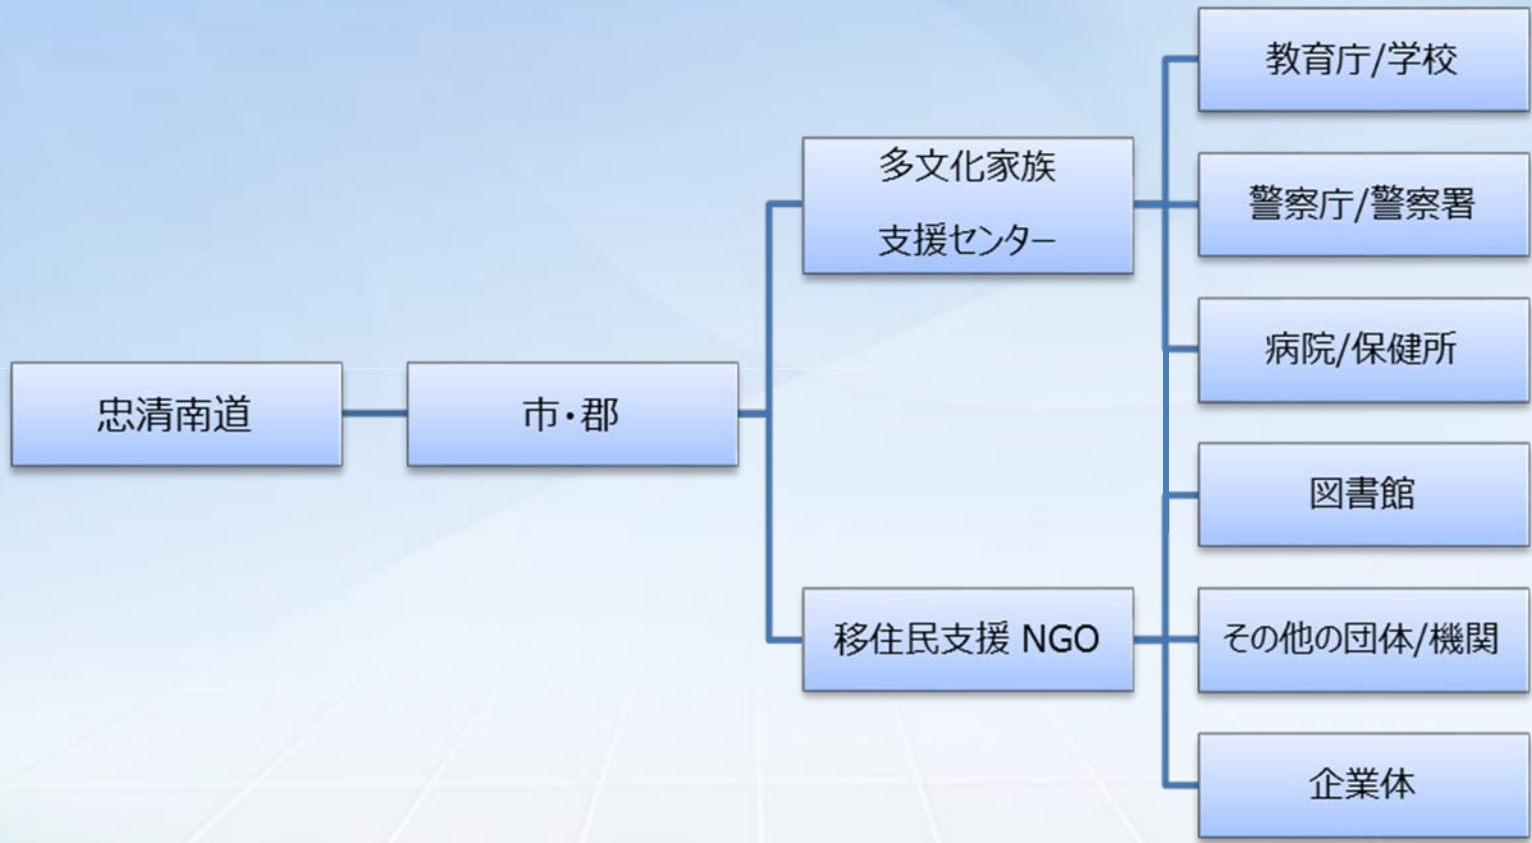 忠清南道
市・郡
多文化家族
支援センター
移住民支援 NGO
教育庁/学校
警察庁/警察署
病院/保健所
図書館
その他の団体/機関
企業体